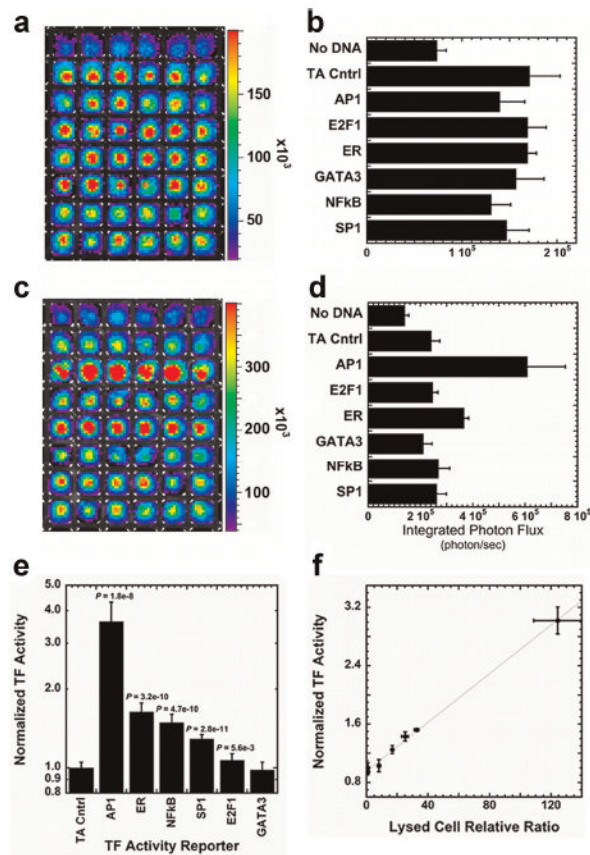 a
b
150
100
50
x10³
No DNA
TA Cntrl
AP1
E2F1
ER
GATA3
NFkB
SP1
0
1 10⁵
2 10⁵
c
d
300
200
100
x10³
No DNA
TA Cntrl
AP1
E2F1
ER
GATA3
NFkB
SP1
0
2 10⁵
4 10⁵
6 10⁵
8 10⁵
Integrated Photon Flux
(photon/sec)
e
f
Normalized TF Activity
5.0
4.0
3.0
2.0
1.0
0.9
0.8
P = 1.8e-8
P = 3.2e-10
P = 4.7e-10
P = 2.8e-11
P = 5.6e-3
TA Cntrl
AP1
ER
NFkB
SP1
E2F1
GATA3
TF Activity Reporter
Normalized TF Activity
3.2
2.4
1.6
0.8
0
40
80
120
Lysed Cell Relative Ratio